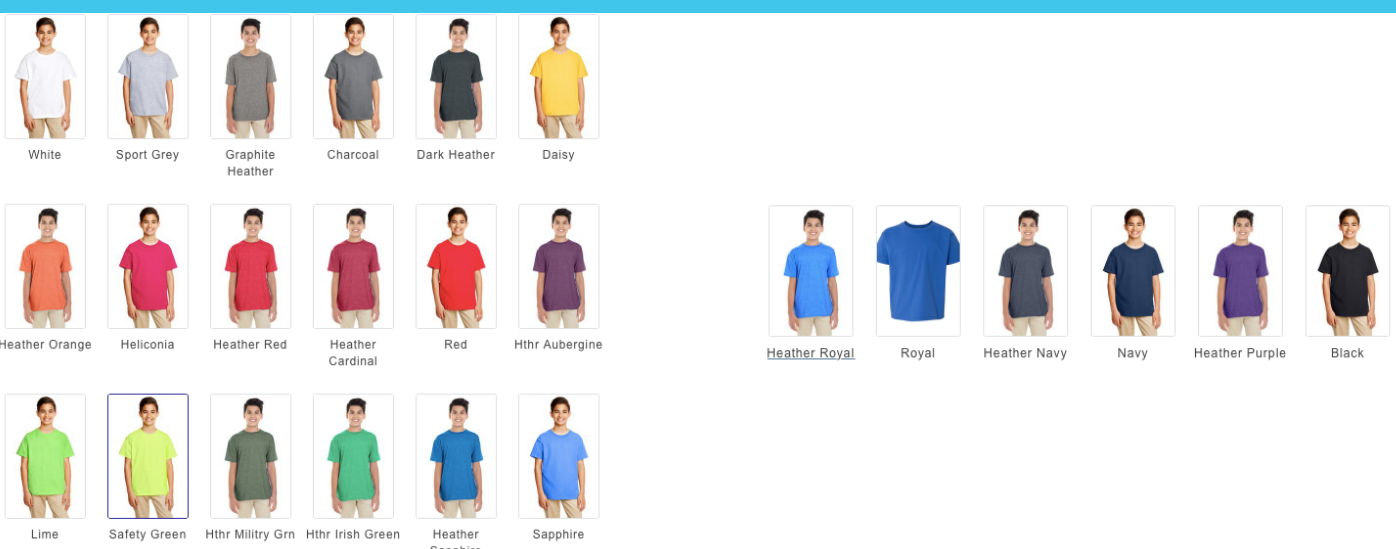 White
Sport Grey
Graphite
Heather
Charcoal
Dark Heather
Daisy
Heather Orange
Heliconia
Heather Red
Heather
Cardinal
Red
Hthr Aubergine
Heather Royal
Royal
Heather Navy
Navy
Heather Purple
Black
Lime
Safety Green
Hthr Militry Grn
Hthr Irish Green
Heather
Sapphire
Sapphire